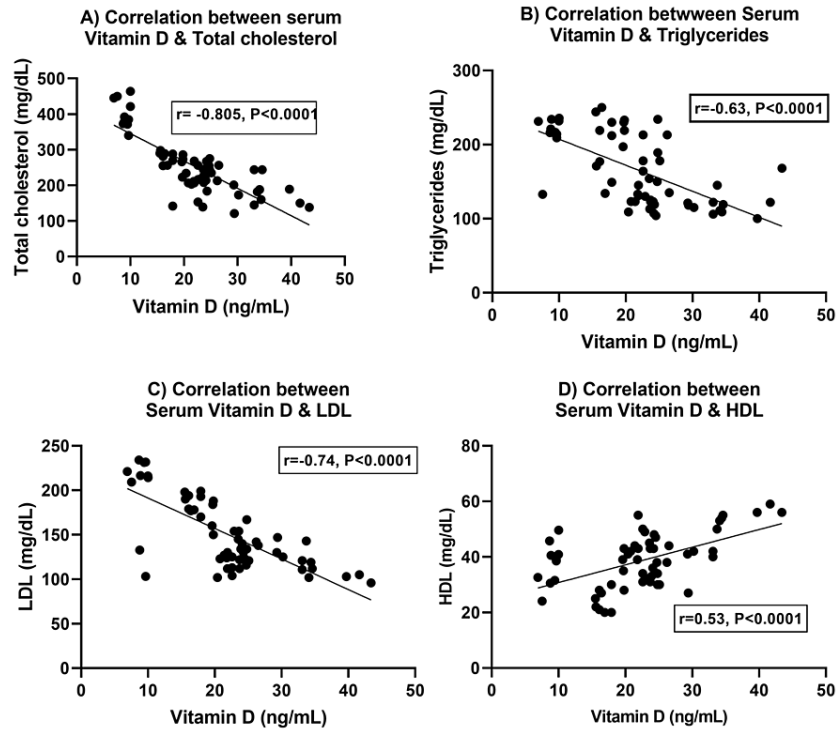 A) Correlation between serum
Vitamin D & Total cholesterol
500
400
300
200
100
0
Total cholesterol (mg/dL)
r= -0.805, P<0.0001
0 10 20 30 40 50
Vitamin D (ng/mL)
B) Correlation betwween Serum
Vitamin D & Triglycerides
300
200
100
0
Triglycerides (mg/dL)
r=-0.63, P<0.0001
0 10 20 30 40 50
Vitamin D (ng/mL)
C) Correlation between
Serum Vitamin D & LDL
250
200
150
100
50
0
LDL (mg/dL)
r=-0.74, P<0.0001
0 10 20 30 40 50
Vitamin D (ng/mL)
D) Correlation between
Serum Vitamin D & HDL
80
60
40
20
0
HDL (mg/dL)
r=0.53, P<0.0001
0 10 20 30 40 50
Vitamin D (ng/mL)